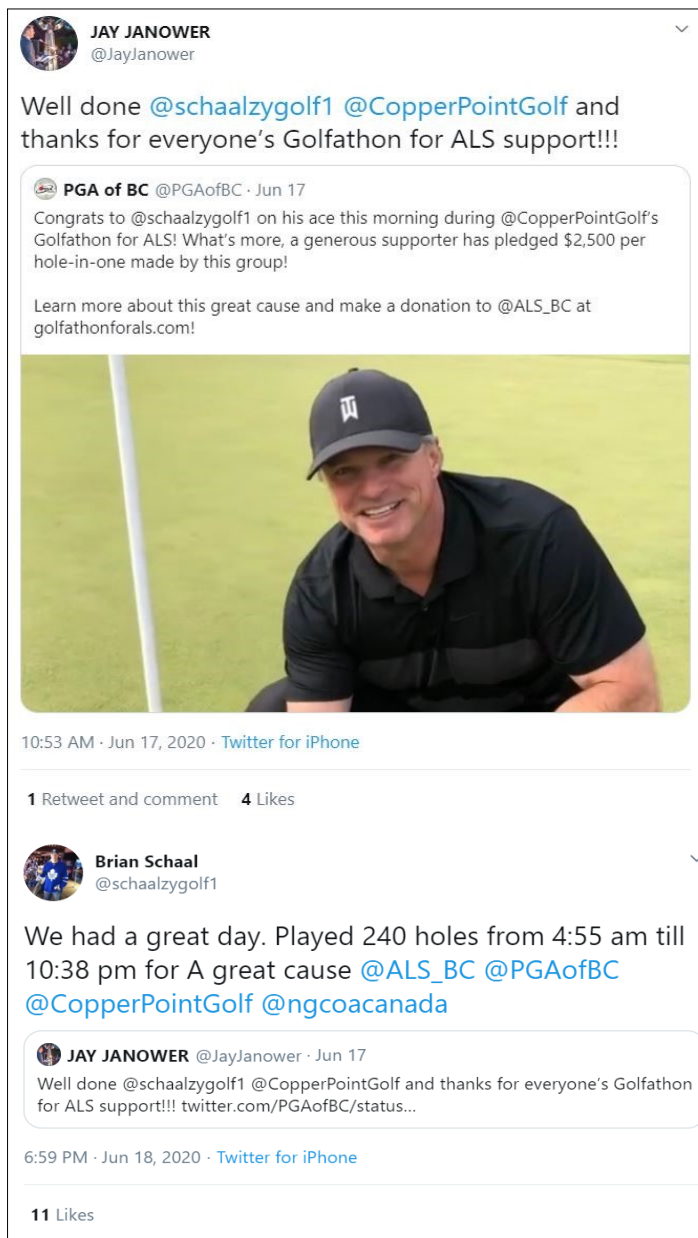 JAY JANOWER
@JayJanower
Well done @schaalzygolf1 @CopperPointGolf and
thanks for everyone's Golfathon for ALS support!!!
PGA of BC @PGAofBC · Jun 17
Congrats to @schaalzygolf1 on his ace this morning during @CopperPointGolf's
Golfathon for ALS! What's more, a generous supporter has pledged $2,500 per
hole-in-one made by this group!
Learn more about this great cause and make a donation to @ALS_BC at
golfathonforals.com!
TW
10:53 AM · Jun 17, 2020 · Twitter for iPhone
1 Retweet and comment 4 Likes
Brian Schaal
@schaalzygolf1
We had a great day. Played 240 holes from 4:55 am till
10:38 pm for A great cause @ALS_BC @PGAofBC
@CopperPointGolf @ngcoacanada
JAY JANOWER @JayJanower · Jun 17
Well done @schaalzygolf1 @CopperPointGolf and thanks for everyone's Golfathon
for ALS support!!! twitter.com/PGAofBC/status...
6:59 PM · Jun 18, 2020 · Twitter for iPhone
11 Likes